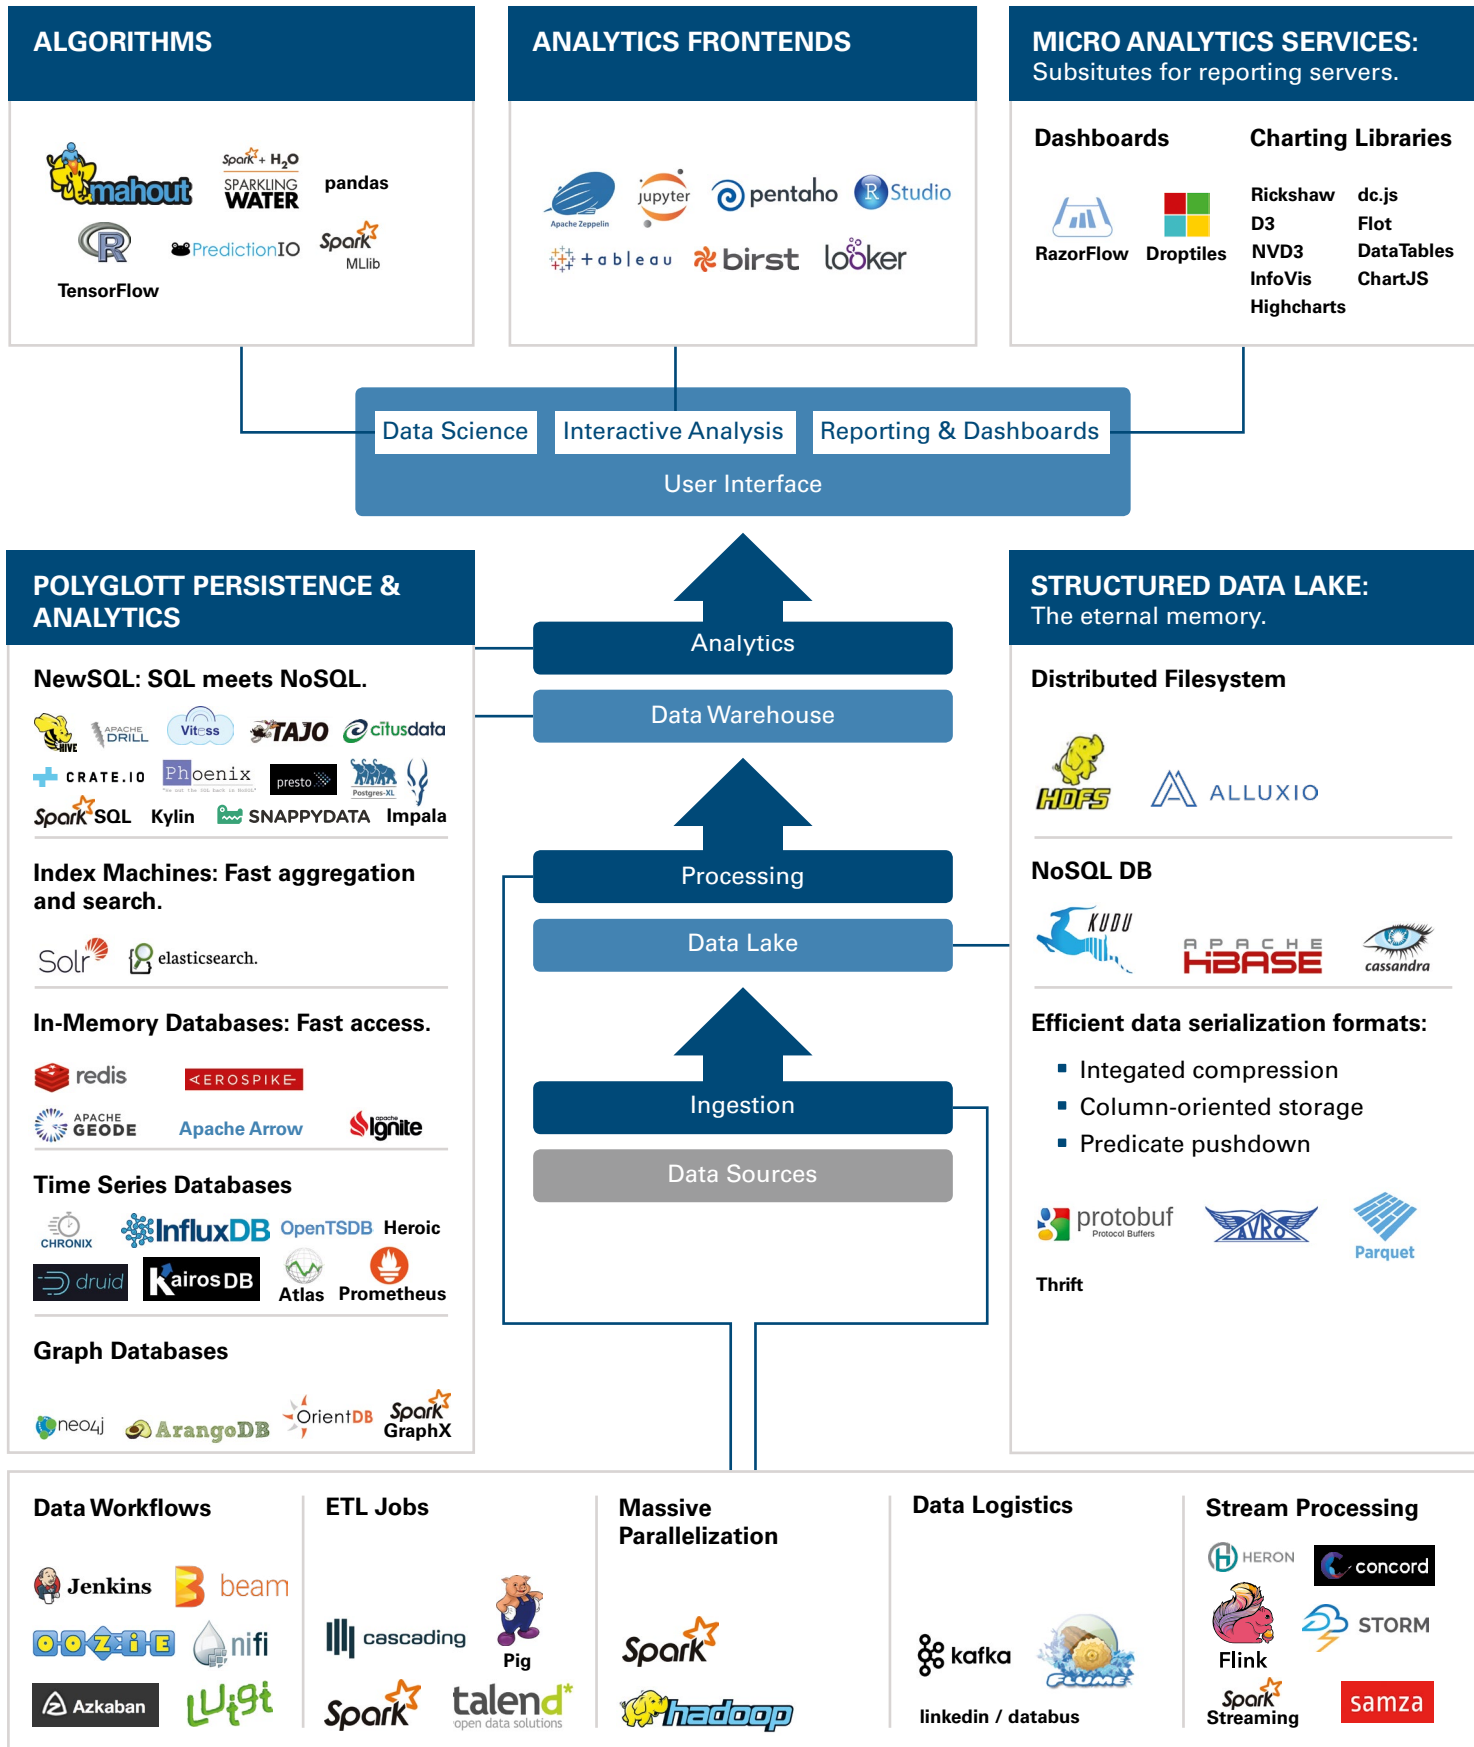 ALGORITHMS
mahout
Spark + H2O
SPARKLING
WATER
pandas
R
PredictionIO
Spark
MLlib
TensorFlow
ANALYTICS FRONTENDS
Apache Zeppelin
jupyter
pentaho
R Studio
+ableau
birst
looker
MICRO ANALYTICS SERVICES:
Subsitutes for reporting servers.
Dashboards
RazorFlow
Droptiles
Charting Libraries
Rickshaw
D3
NVD3
InfoVis
Highcharts
dc.js
Flot
DataTables
ChartJS
Data Science
Interactive Analysis
Reporting & Dashboards
User Interface
POLYGLOTT PERSISTENCE &
ANALYTICS
NewSQL: SQL meets NoSQL.
HIVE
APACHE
DRILL
Vitess
TAJO
citusdata
CRATE.IO
Phoenix
"We put the SQL back in NoSQL"
presto
Postgres-XL
Spark SQL
Kylin
SNAPPYDATA
Impala
Index Machines: Fast aggregation
and search.
Solr
elasticsearch.
In-Memory Databases: Fast access.
redis
AEROSPIKE
APACHE
GEODE
Apache Arrow
apache
Ignite
Time Series Databases
CHRONIX
InfluxDB
OpenTSDB
Heroic
druid
KairosDB
Atlas
Prometheus
Graph Databases
neo4j
ArangoDB
OrientDB
Spark
GraphX
Analytics
Data Warehouse
Processing
Data Lake
Ingestion
Data Sources
STRUCTURED DATA LAKE:
The eternal memory.
Distributed Filesystem
HDFS
ALLUXIO
NoSQL DB
KUDU
APACHE
HBASE
cassandra
Efficient data serialization formats:
▪ Integated compression
▪ Column-oriented storage
▪ Predicate pushdown
protobuf
Protocol Buffers
AVRO
Parquet
Thrift
Data Workflows
Jenkins
beam
OOZIE
nifi
Azkaban
Luigi
ETL Jobs
cascading
Pig
Spark
talend*
open data solutions
Massive
Parallelization
Spark
hadoop
Data Logistics
kafka
FLUME
linkedin / databus
Stream Processing
HERON
concord
Flink
STORM
Spark
Streaming
samza